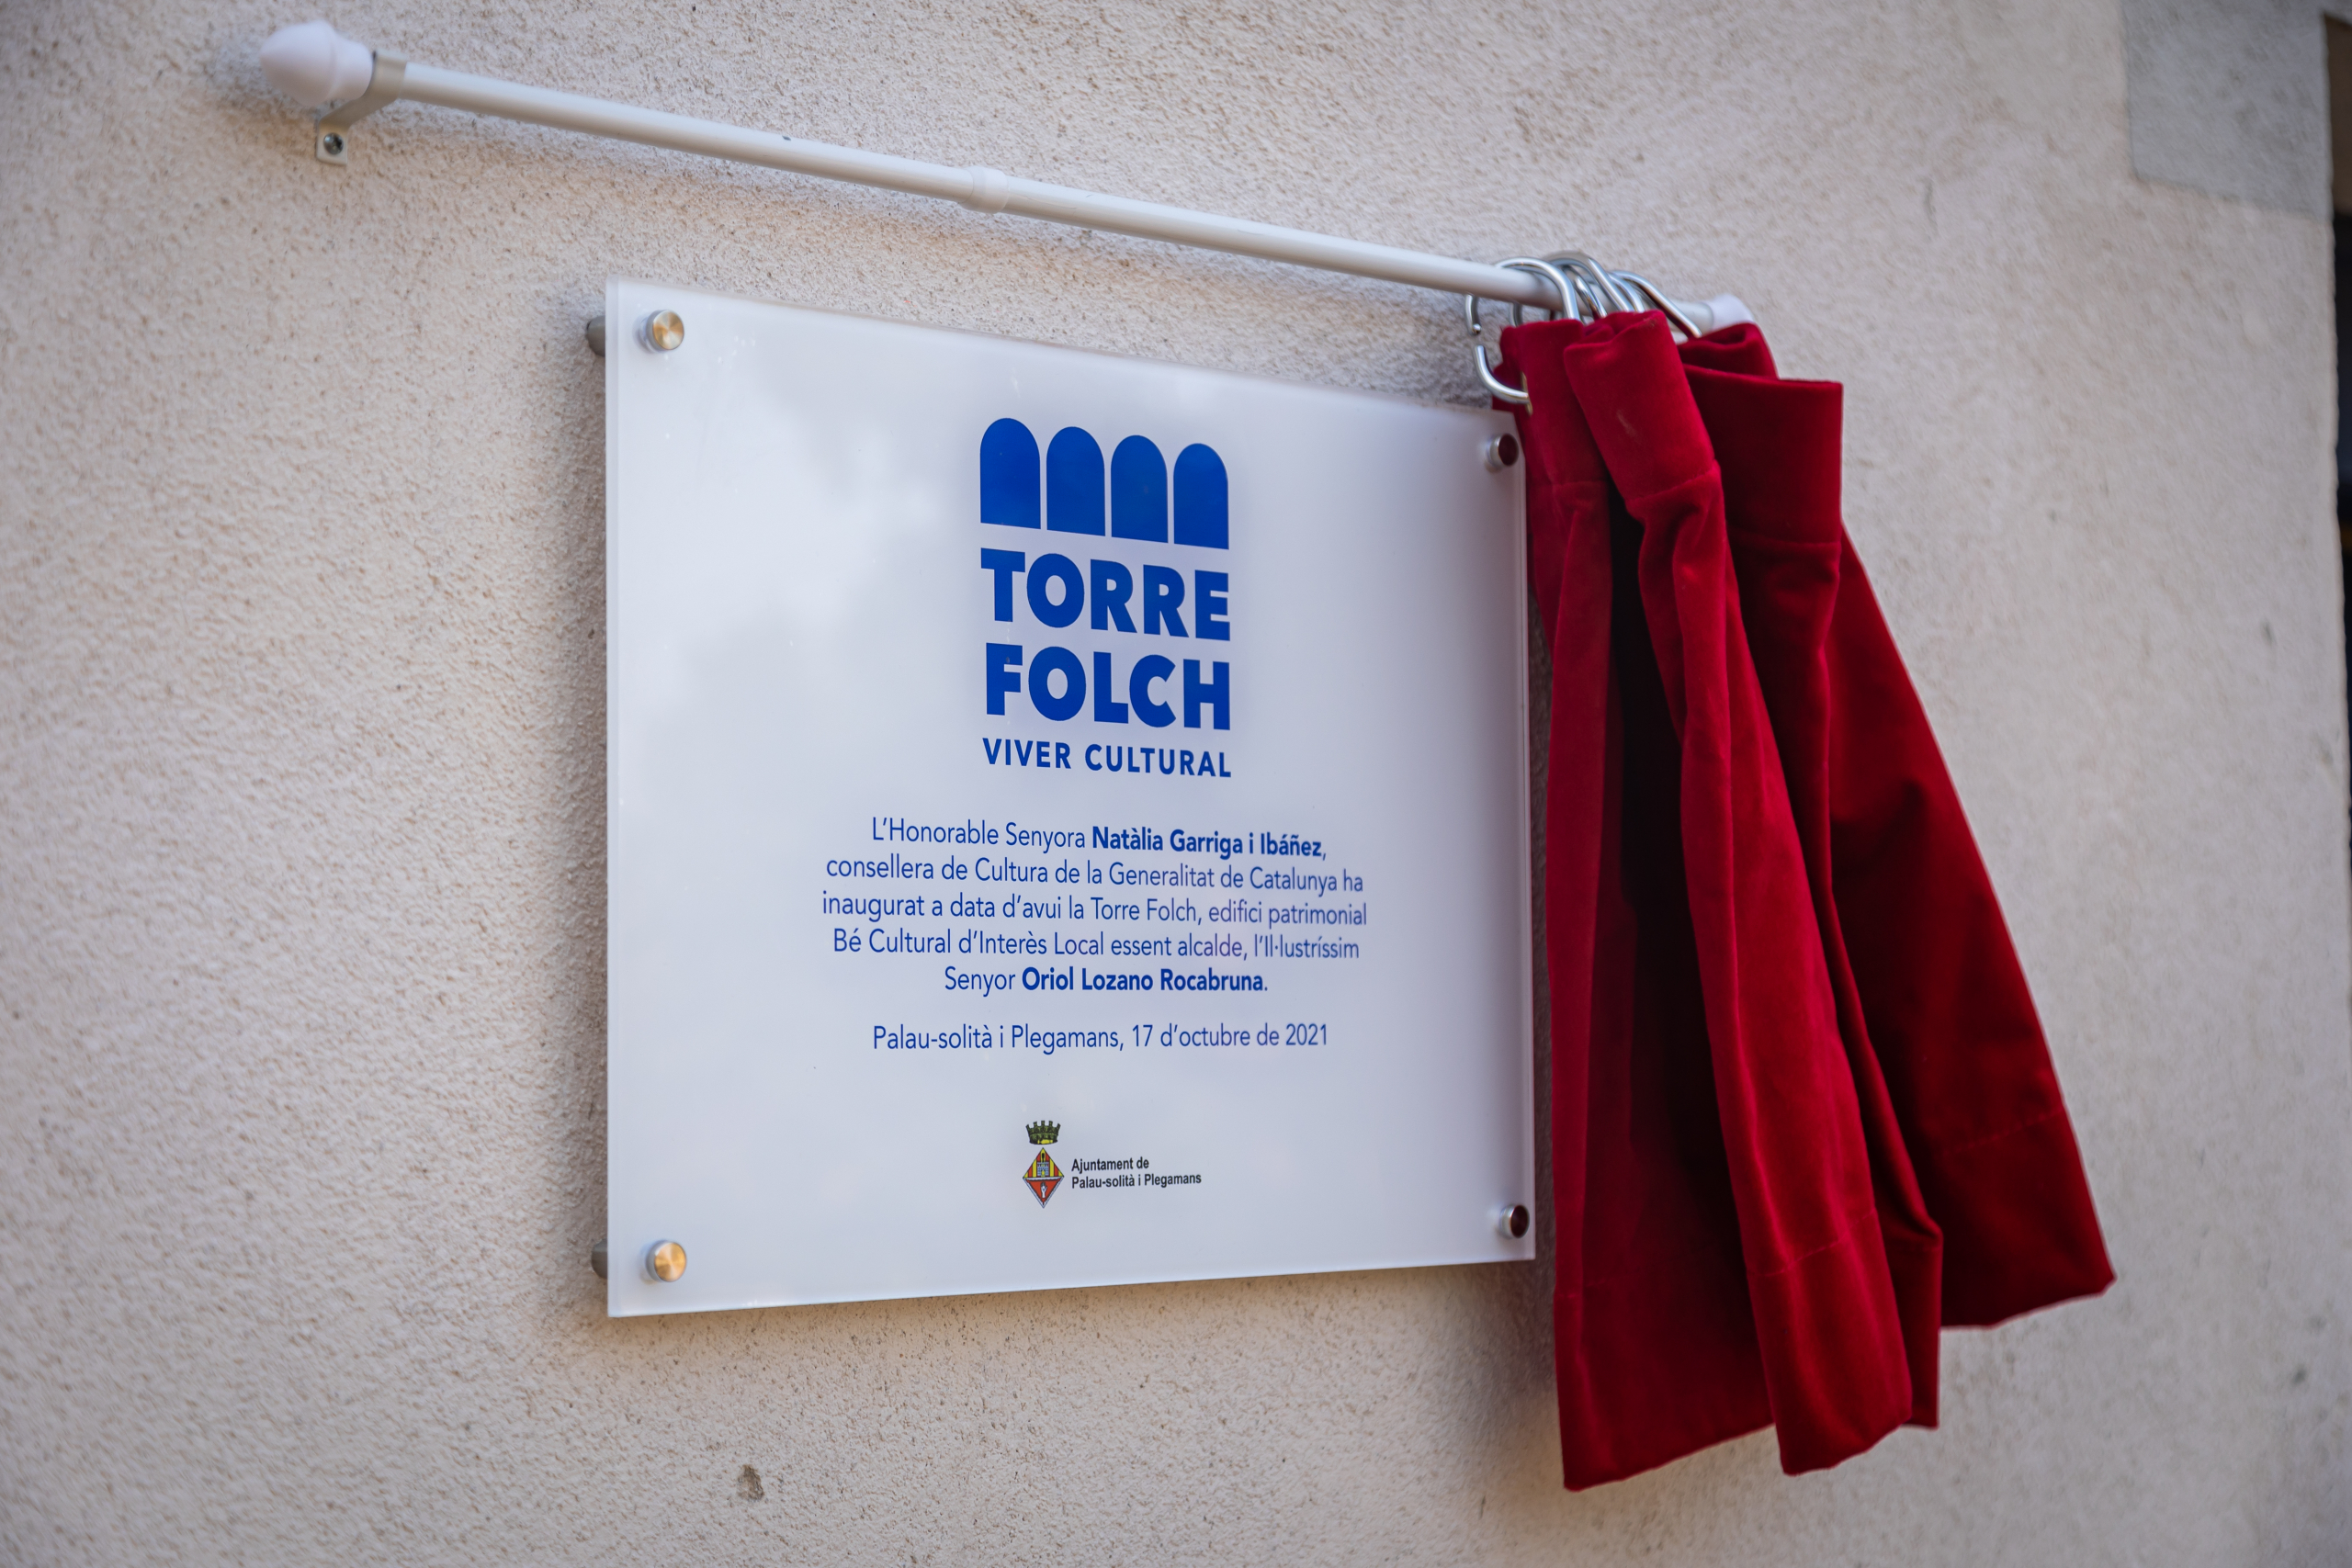 TORRE
FOLCH
VIVER CULTURAL
L'Honorable Senyora Natàlia Garriga i Ibáñez,
consellera de Cultura de la Generalitat de Catalunya ha
inaugurat a data d'avui la Torre Folch, edifici patrimonial
Bé Cultural d'Interès Local essent alcalde, l'Il·lustríssim
Senyor Oriol Lozano Rocabruna.
Palau-solità i Plegamans, 17 d'octubre de 2021
Ajuntament de
Palau-solità i Plegamans